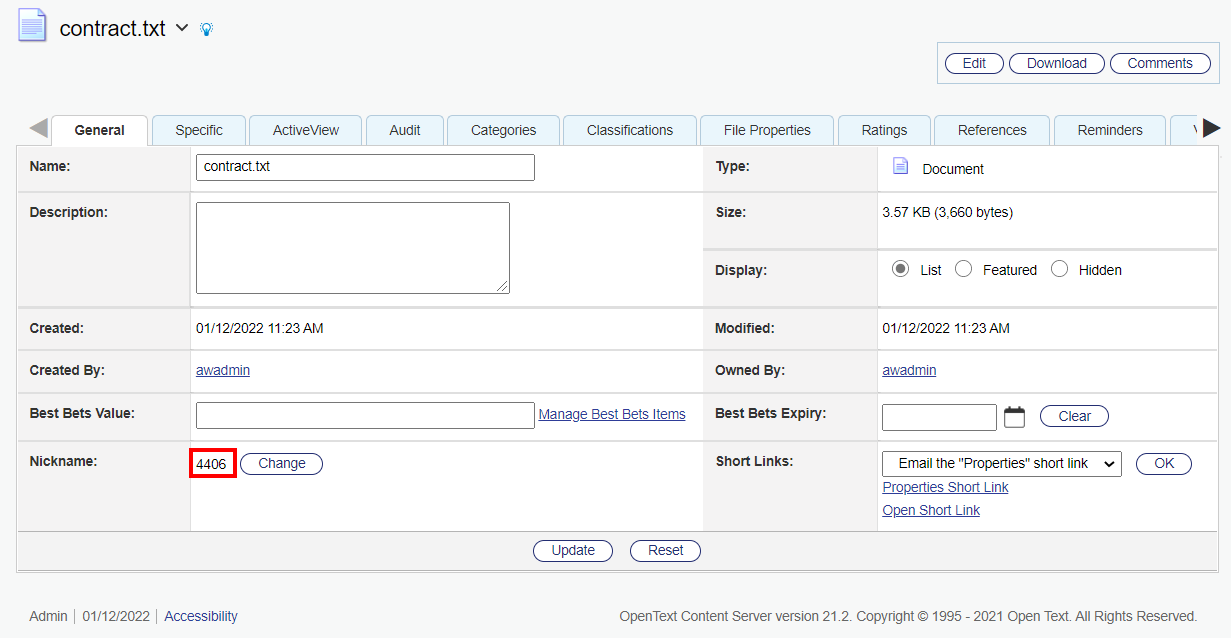 contract.txt
Edit Download Comments
General Specific ActiveView Audit Categories Classifications File Properties Ratings References Reminders
Name: contract.txt Type: Document
Description: Size: 3.57 KB (3,660 bytes)
Display: List Featured Hidden
Created: 01/12/2022 11:23 AM Modified: 01/12/2022 11:23 AM
Created By: awadmin Owned By: awadmin
Best Bets Value: Manage Best Bets Items Best Bets Expiry: Clear
Nickname: 4406 Change Short Links: Email the "Properties" short link OK
Properties Short Link
Open Short Link
Update Reset
Admin | 01/12/2022 | Accessibility OpenText Content Server version 21.2. Copyright © 1995 - 2021 Open Text. All Rights Reserved.